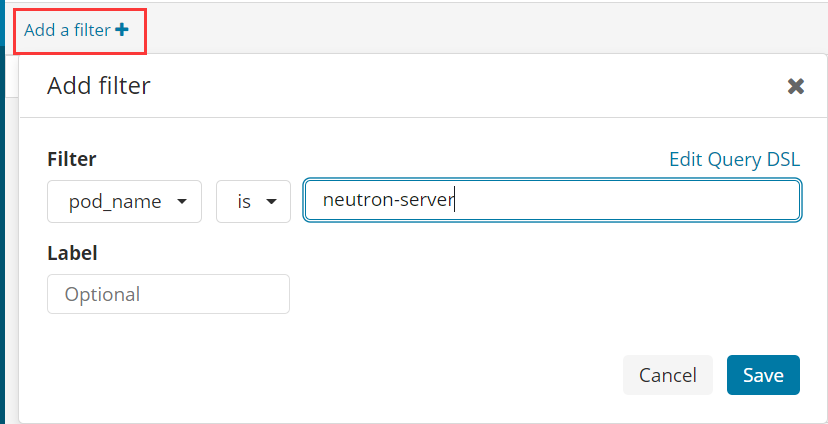 Add a filter +
Add filter
Filter
Edit Query DSL
pod_name is neutron-server
Label
Optional
Cancel Save